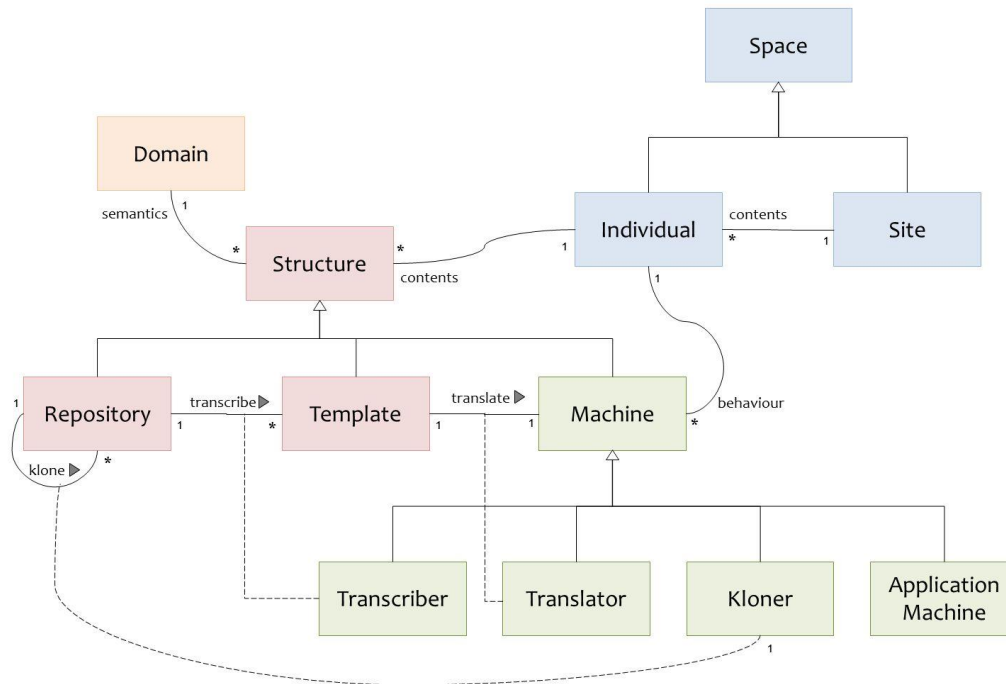 Space
Domain
semantics
1
*
Structure
*
contents
1
Individual
contents
*
1
Site
1
behaviour
*
1
Repository
*
klone
transcribe
1
*
Template
translate
1
1
Machine
Transcriber
Translator
Kloner
1
Application
Machine